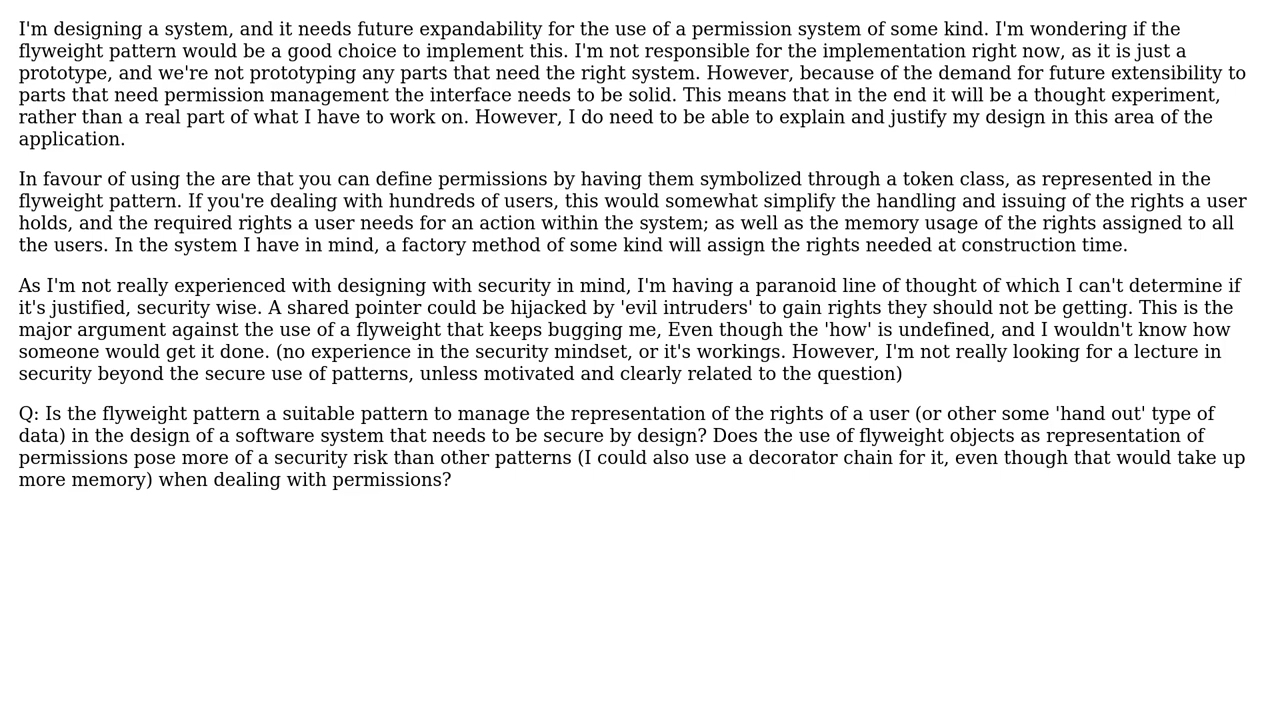 I'm designing a system, and it needs future expandability for the use of a permission system of some kind. I'm wondering if the
flyweight pattern would be a good choice to implement this. I'm not responsible for the implementation right now, as it is just a
prototype, and we're not prototyping any parts that need the right system. However, because of the demand for future extensibility to
parts that need permission management the interface needs to be solid. This means that in the end it will be a thought experiment,
rather than a real part of what I have to work on. However, I do need to be able to explain and justify my design in this area of the
application.
In favour of using the are that you can define permissions by having them symbolized through a token class, as represented in the
flyweight pattern. If you're dealing with hundreds of users, this would somewhat simplify the handling and issuing of the rights a user
holds, and the required rights a user needs for an action within the system; as well as the memory usage of the rights assigned to all
the users. In the system I have in mind, a factory method of some kind will assign the rights needed at construction time.
As I'm not really experienced with designing with security in mind, I'm having a paranoid line of thought of which I can't determine if
it's justified, security wise. A shared pointer could be hijacked by 'evil intruders' to gain rights they should not be getting. This is the
major argument against the use of a flyweight that keeps bugging me, Even though the 'how' is undefined, and I wouldn't know how
someone would get it done. (no experience in the security mindset, or it's workings. However, I'm not really looking for a lecture in
security beyond the secure use of patterns, unless motivated and clearly related to the question)
Q: Is the flyweight pattern a suitable pattern to manage the representation of the rights of a user (or other some 'hand out' type of
data) in the design of a software system that needs to be secure by design? Does the use of flyweight objects as representation of
permissions pose more of a security risk than other patterns (I could also use a decorator chain for it, even though that would take up
more memory) when dealing with permissions?